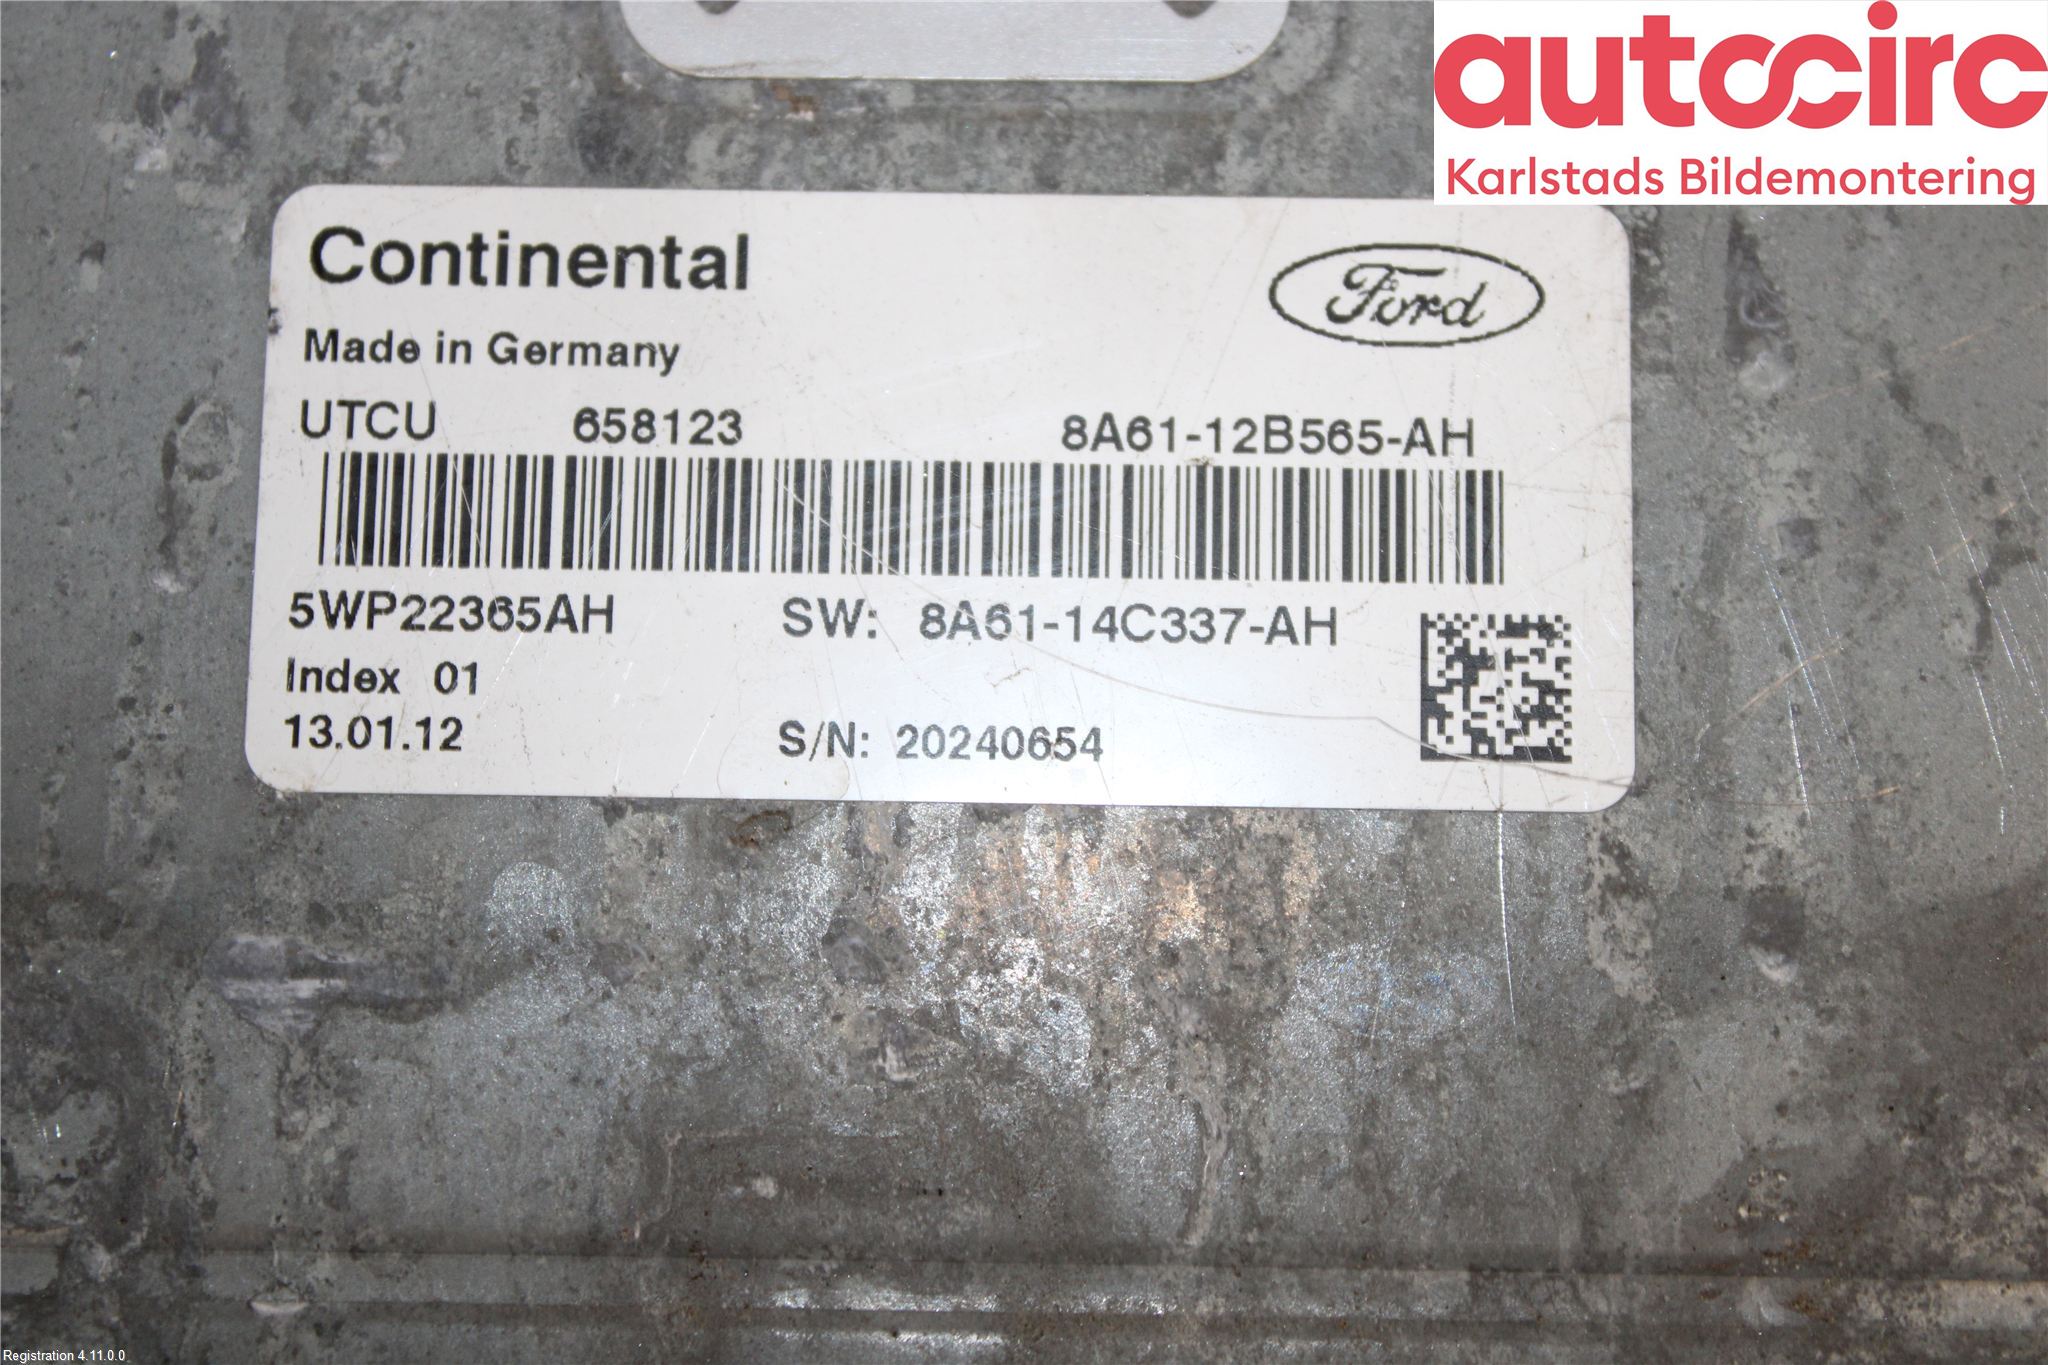 autocirc
Karlstads Bildemontering
Continental
Ford
Made in Germany
UTCU 658123 8A61-12B565-AH
5WP22365AH SW: 8A61-14C337-AH
Index 01
13.01.12 S/N: 20240654
Registration 4.11.0.0